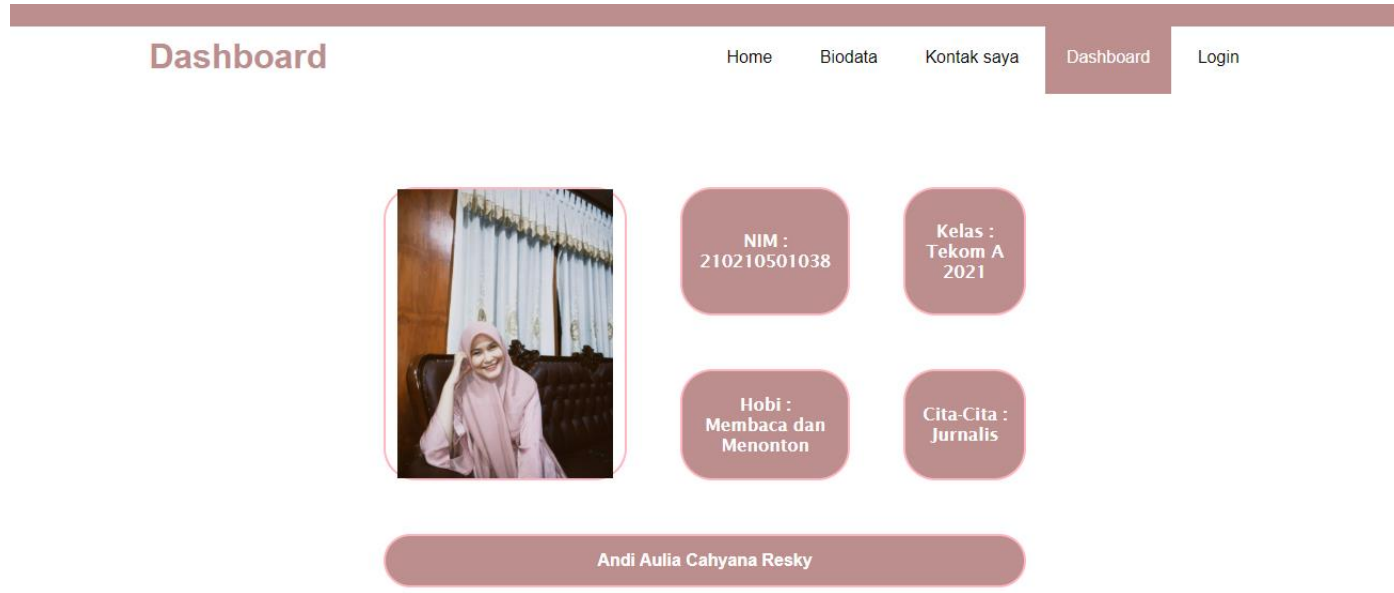 Dashboard
Home
Biodata
Kontak saya
Dashboard
Login
NIM :
210210501038
Kelas :
Tekom A
2021
Hobi :
Membaca dan
Menonton
Cita-Cita :
Jurnalis
Andi Aulia Cahyana Resky